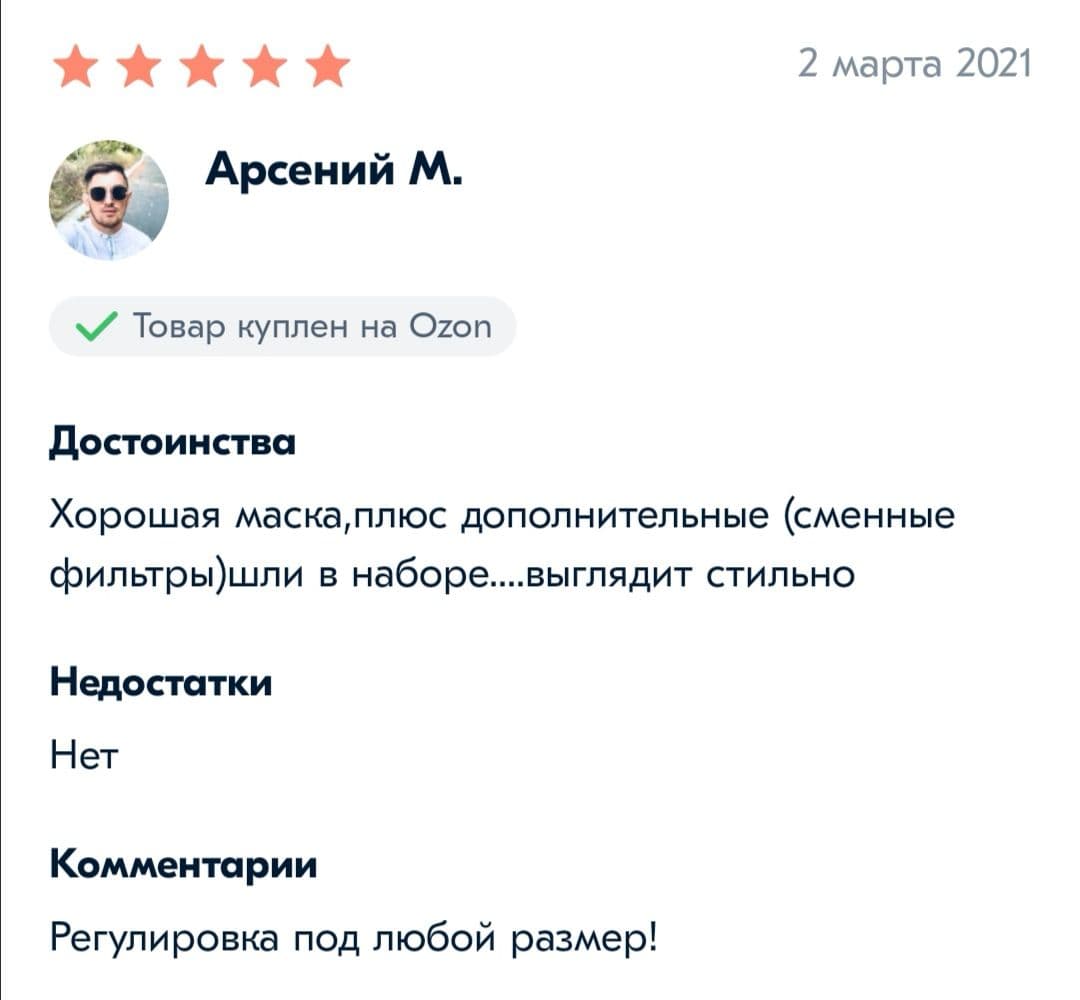 2 марта 2021
Арсений М.
Товар куплен на Ozon
Достоинства
Хорошая маска,плюс дополнительные (сменные
фильтры)шли в наборе....выглядит стильно
Недостатки
Нет
Комментарии
Регулировка под любой размер!